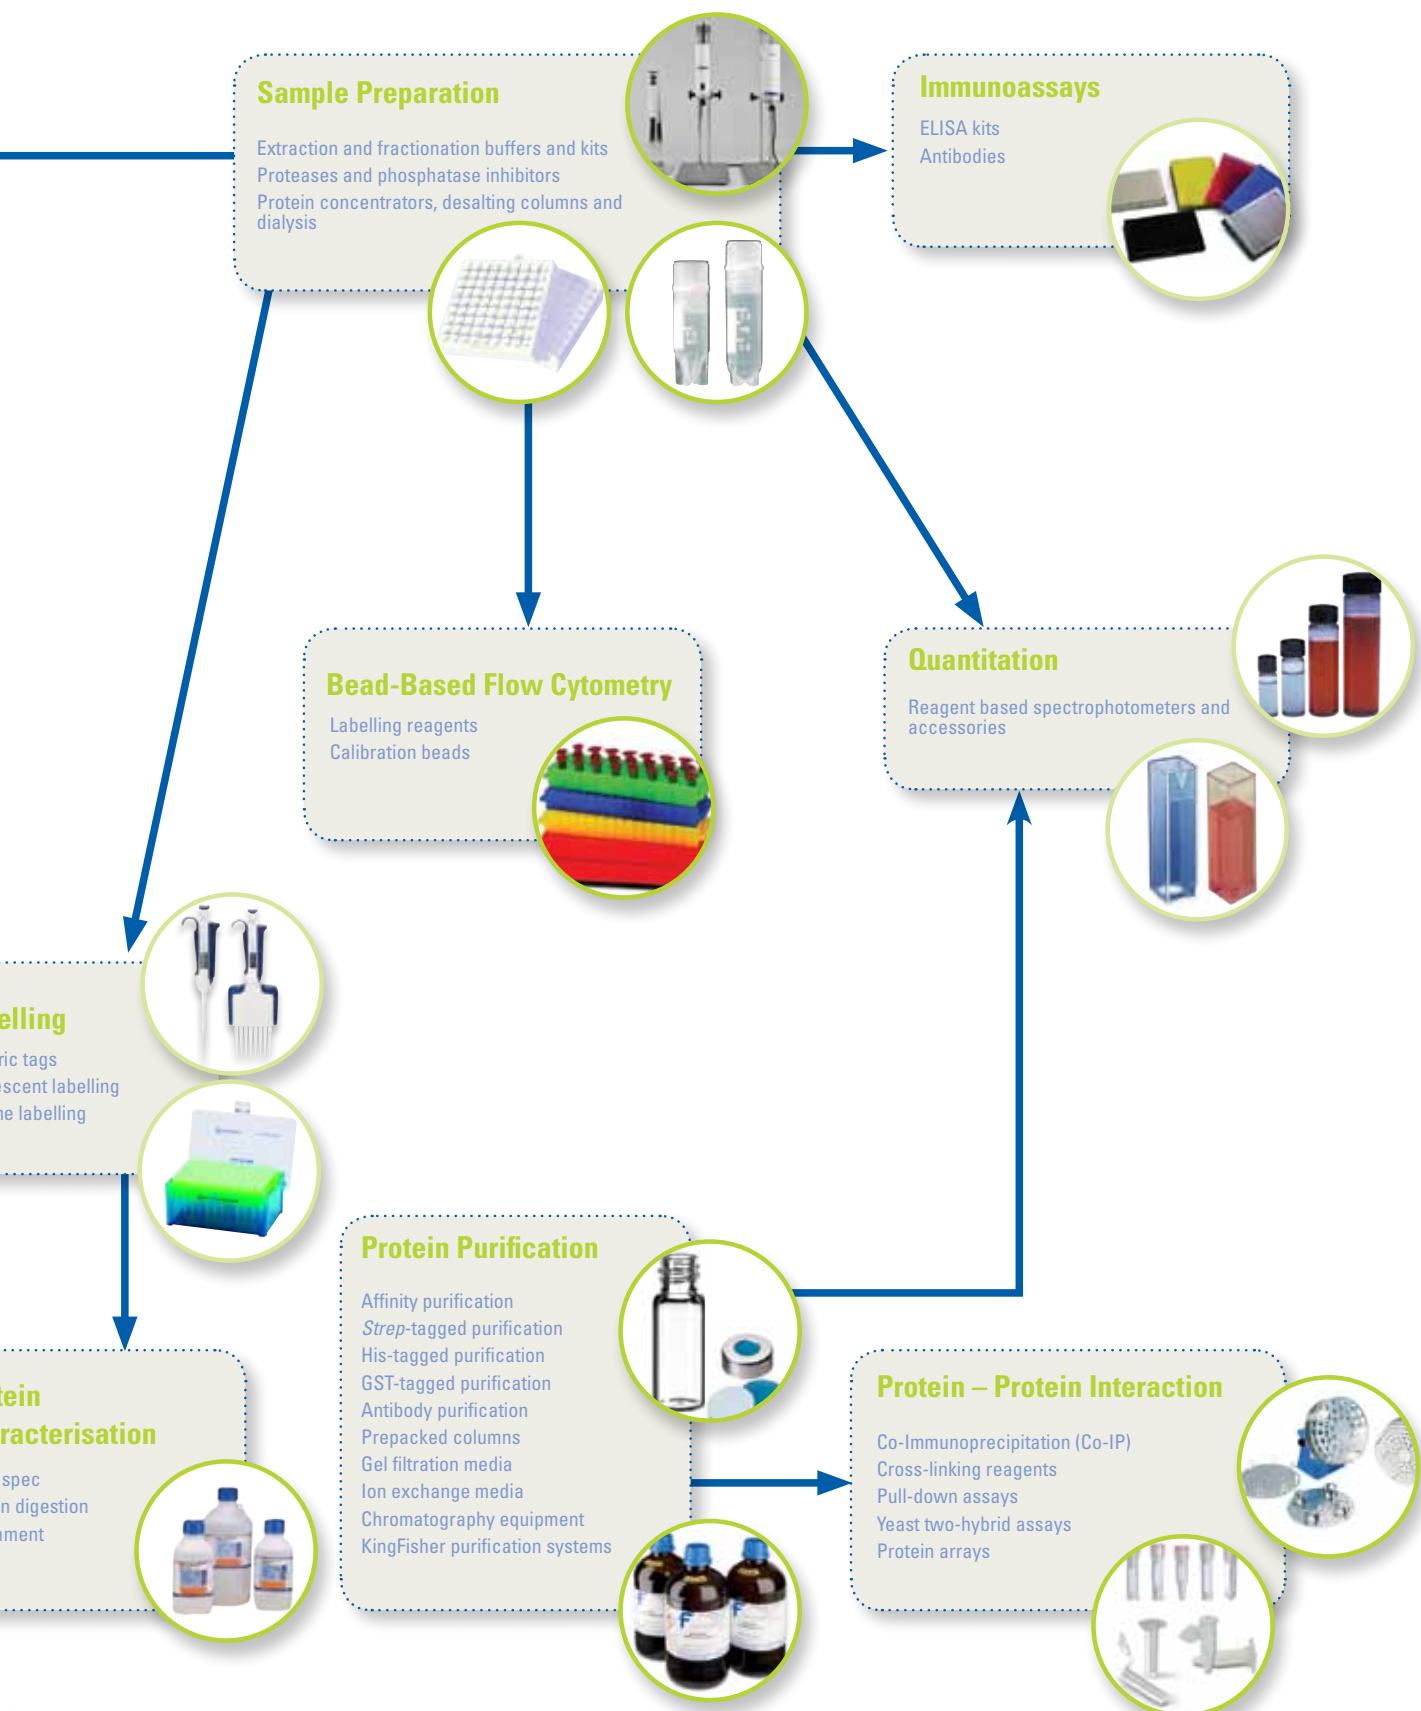 Sample Preparation
Extraction and fractionation buffers and kits
Proteases and phosphatase inhibitors
Protein concentrators, desalting columns and
dialysis
Immunoassays
ELISA kits
Antibodies
Bead-Based Flow Cytometry
Labelling reagents
Calibration beads
Quantitation
Reagent based spectrophotometers and
accessories
elling
ric tags
escent labelling
ne labelling
tein
racterisation
spec
n digestion
ment
Protein Purification
Affinity purification
Strep-tagged purification
His-tagged purification
GST-tagged purification
Antibody purification
Prepacked columns
Gel filtration media
Ion exchange media
Chromatography equipment
KingFisher purification systems
Protein – Protein Interaction
Co-Immunoprecipitation (Co-IP)
Cross-linking reagents
Pull-down assays
Yeast two-hybrid assays
Protein arrays